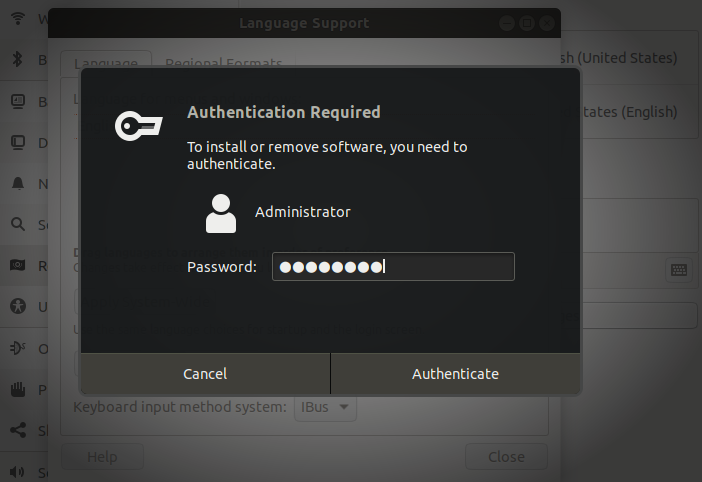 Language Support
Language
Regional Formats
sh (United States)
Authentication Required
tates (English)
To install or remove software, you need to
authenticate.
Administrator
Password:
Cancel
Authenticate
Keyboard input method system:
IBus
Help
Close